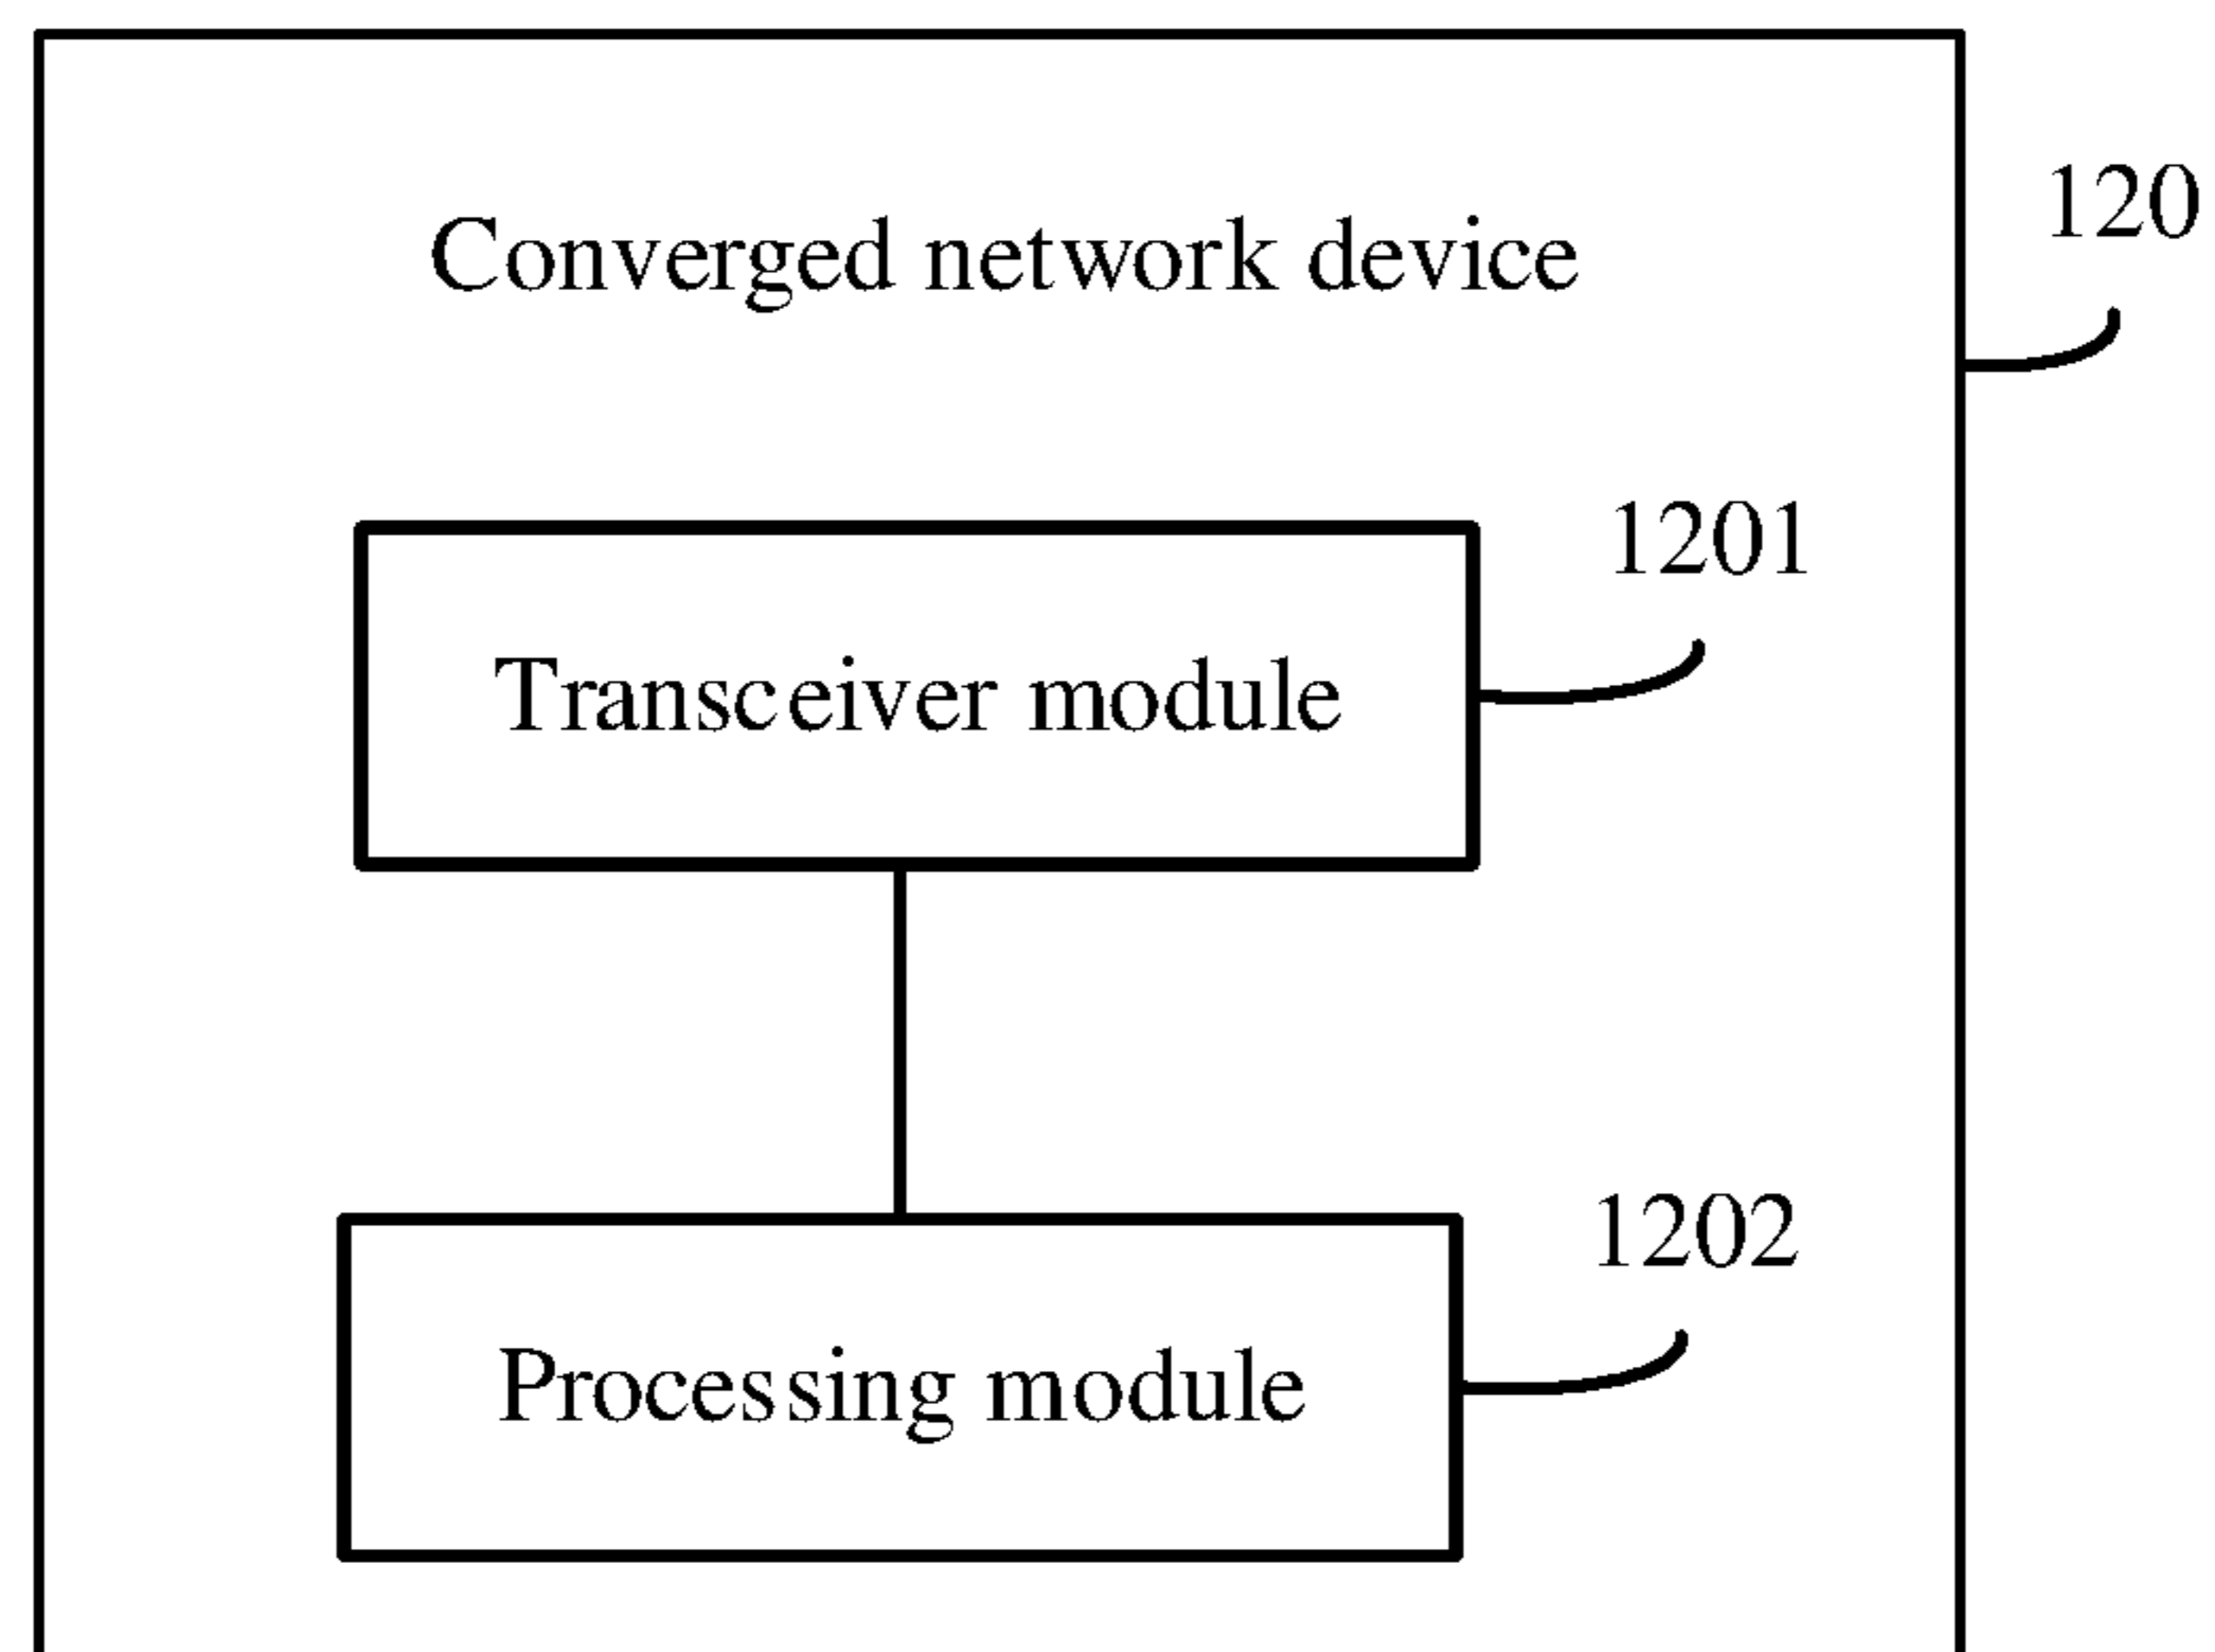 120
Converged network device
1201
Transceiver module
1202
Processing module